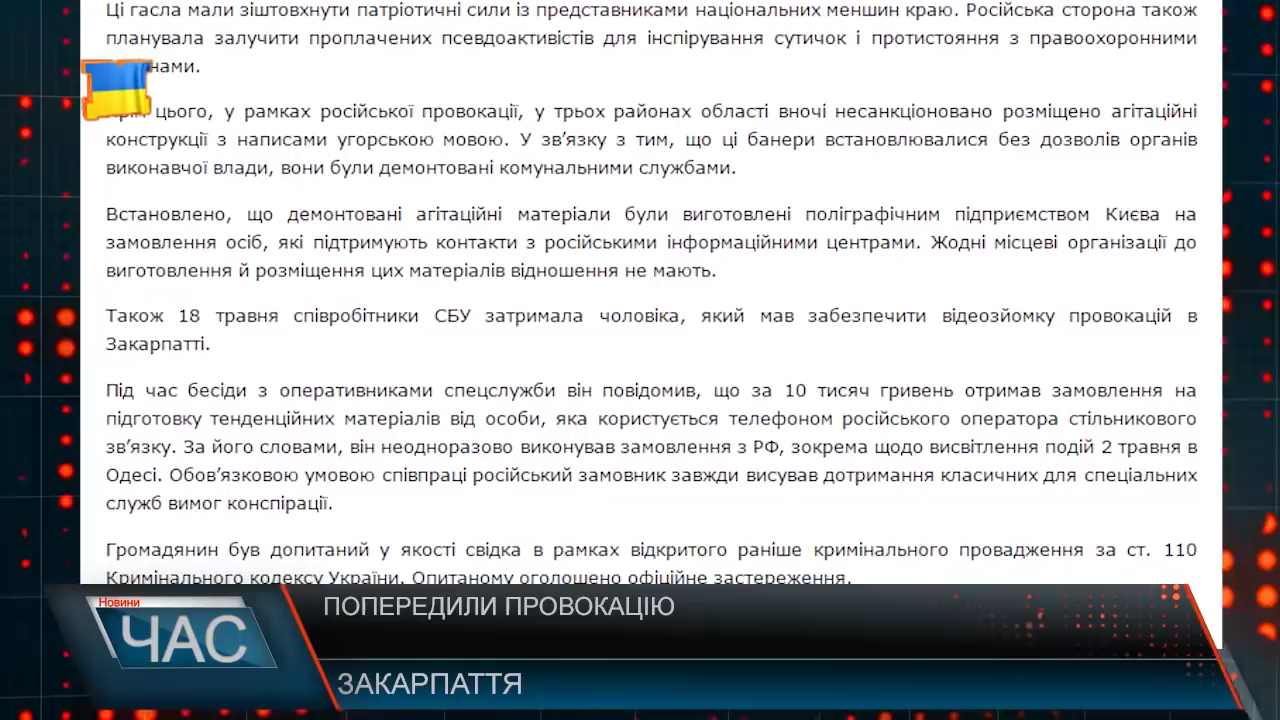 Ці гасла мали зіштовхнути патріотичні сили із представниками національних меншин краю. Російська сторона також
планувала залучити проплачених псевдоактивістів для інспірування сутичок і протистояння з правоохоронними
нами.
цього, у рамках російської провокації, у трьох районах області вночі несанкціоновано розміщено агітаційні
конструкції з написами угорською мовою. У зв’язку з тим, що ці банери встановлювалися без дозволів органів
виконавчої влади, вони були демонтовані комунальними службами.
Встановлено, що демонтовані агітаційні матеріали були виготовлені поліграфічним підприємством Києва на
замовлення осіб, які підтримують контакти з російськими інформаційними центрами. Жодні місцеві організації до
виготовлення й розміщення цих матеріалів відношення не мають.
Також 18 травня співробітники СБУ затримала чоловіка, який мав забезпечити відеозйомку провокацій в
Закарпатті.
Під час бесіди з оперативниками спецслужби він повідомив, що за 10 тисяч гривень отримав замовлення на
підготовку тенденційних матеріалів від особи, яка користується телефоном російського оператора стільникового
зв’язку. За його словами, він неодноразово виконував замовлення з РФ, зокрема щодо висвітлення подій 2 травня в
Одесі. Обов’язковою умовою співпраці російський замовник завжди висував дотримання класичних для спеціальних
служб вимог конспірації.
Громадянин був допитаний у якості свідка в рамках відкритого раніше кримінального провадження за ст. 110
Кримінального кодексу України. Опитаному оголошено офіційне застереження.
Новини
ЧАС
ПОПЕРЕДИЛИ ПРОВОКАЦІЮ
ЗАКАРПАТТЯ